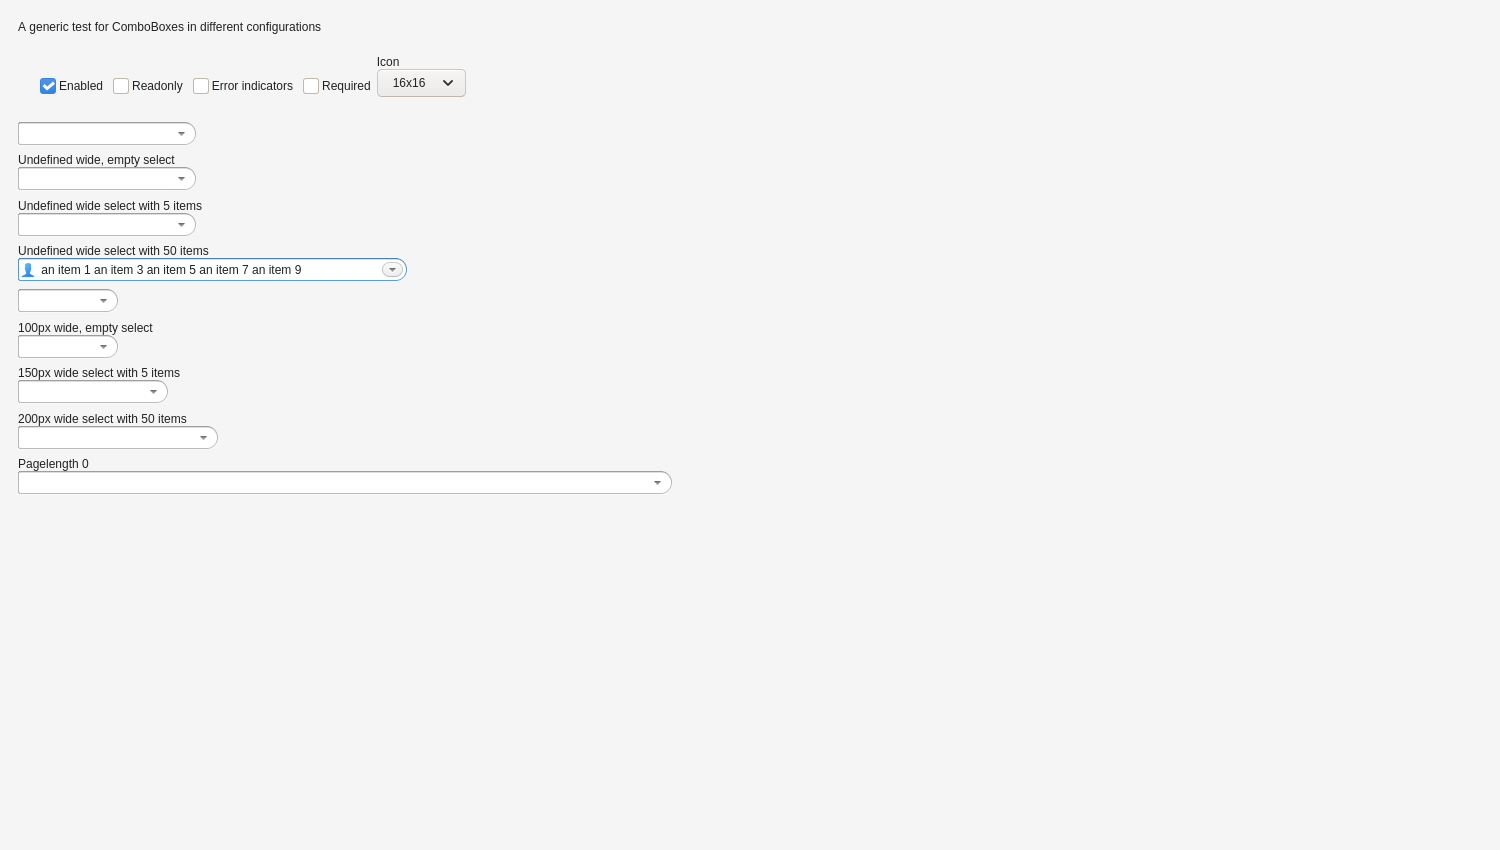 A generic test for ComboBoxes in different configurations
Icon
Enabled Readonly Error indicators Required 16x16
Undefined wide, empty select
Undefined wide select with 5 items
Undefined wide select with 50 items
an item 1 an item 3 an item 5 an item 7 an item 9
100px wide, empty select
150px wide select with 5 items
200px wide select with 50 items
Pagelength 0